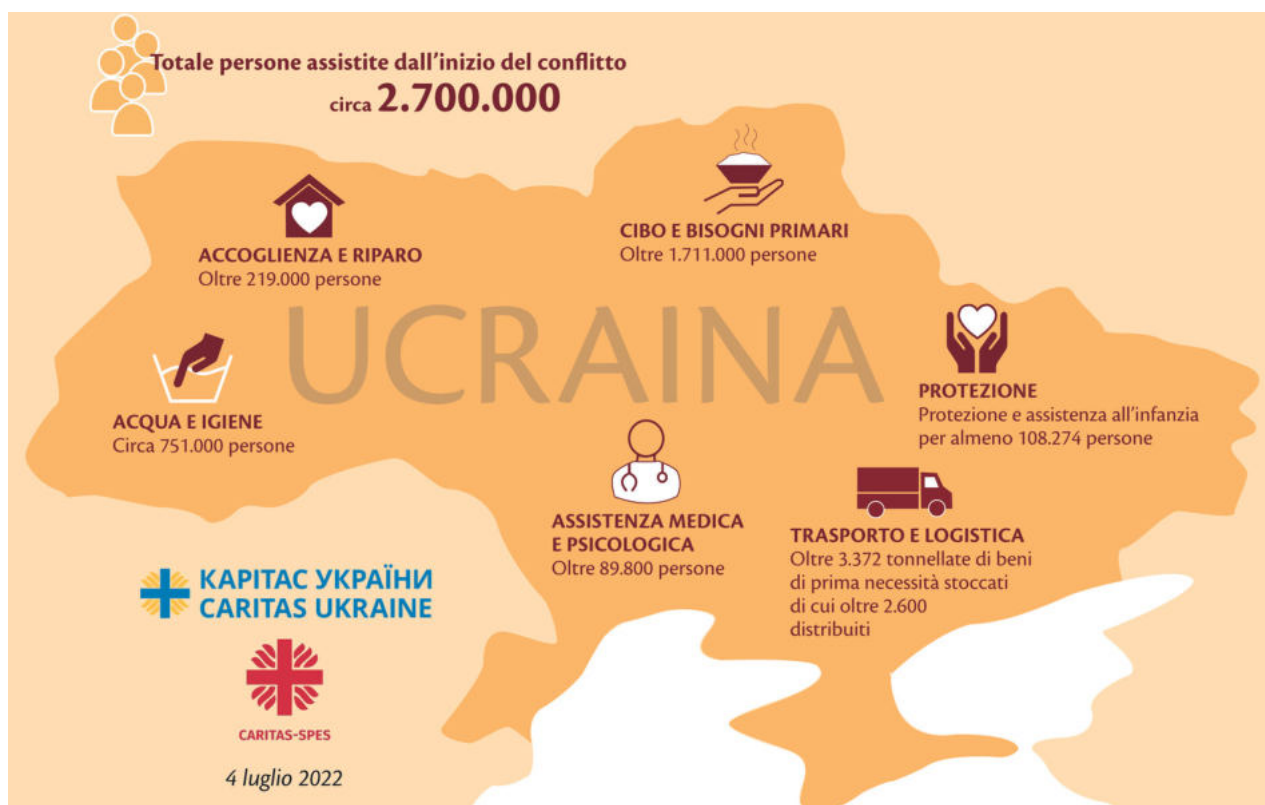 Totale persone assistite dall'inizio del conflitto
circa 2.700.000
CIBO E BISOGNI PRIMARI
Oltre 1.711.000 persone
ACCOGLIENZA E RIPARO
Oltre 219.000 persone
UCRAINA
PROTEZIONE
Protezione e assistenza all'infanzia
per almeno 108.274 persone
ACQUA E IGIENE
Circa 751.000 persone
ASSISTENZA MEDICA
E PSICOLOGICA
Oltre 89.800 persone
TRASPORTO E LOGISTICA
Oltre 3.372 tonnellate di beni
di prima necessità stoccati
di cui oltre 2.600
distribuiti
КАРІТАС УКРАЇНИ
CARITAS UKRAINE
CARITAS-SPES
4 luglio 2022